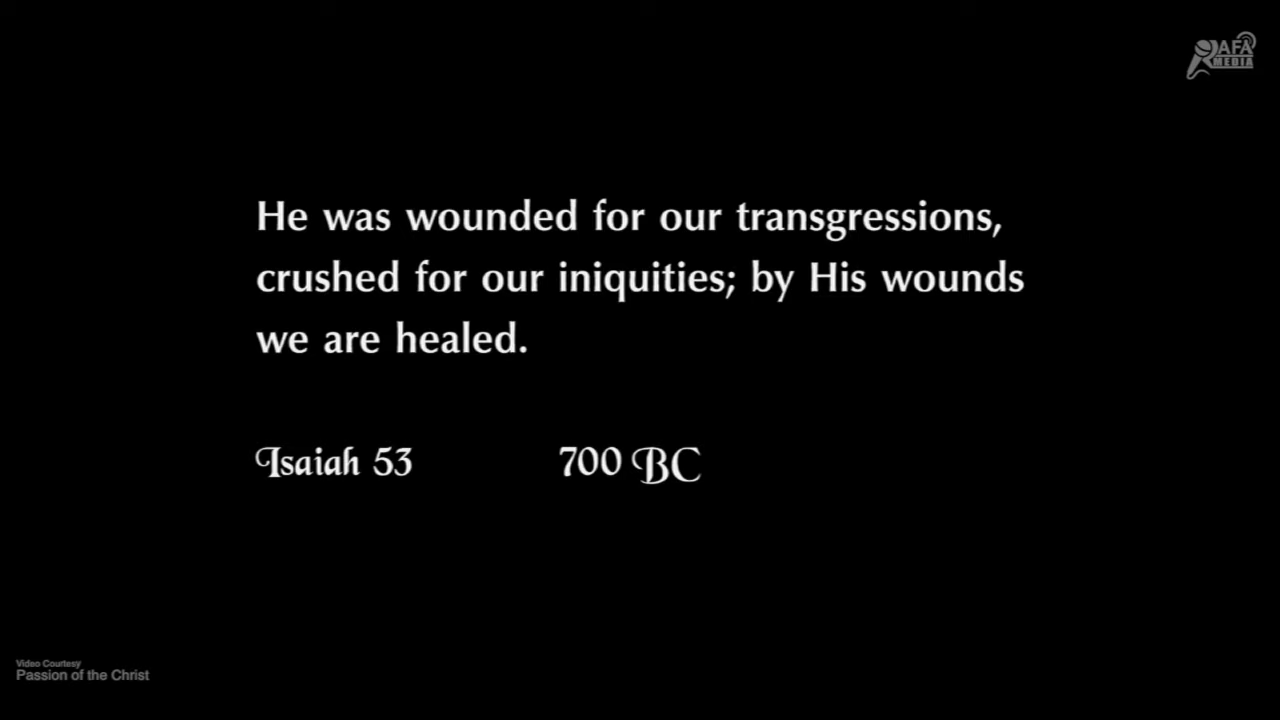 RAFA
MEDIA
He was wounded for our transgressions,
crushed for our iniquities; by His wounds
we are healed.
Isaiah 53 700 BC
Video Courtesy
Passion of the Christ